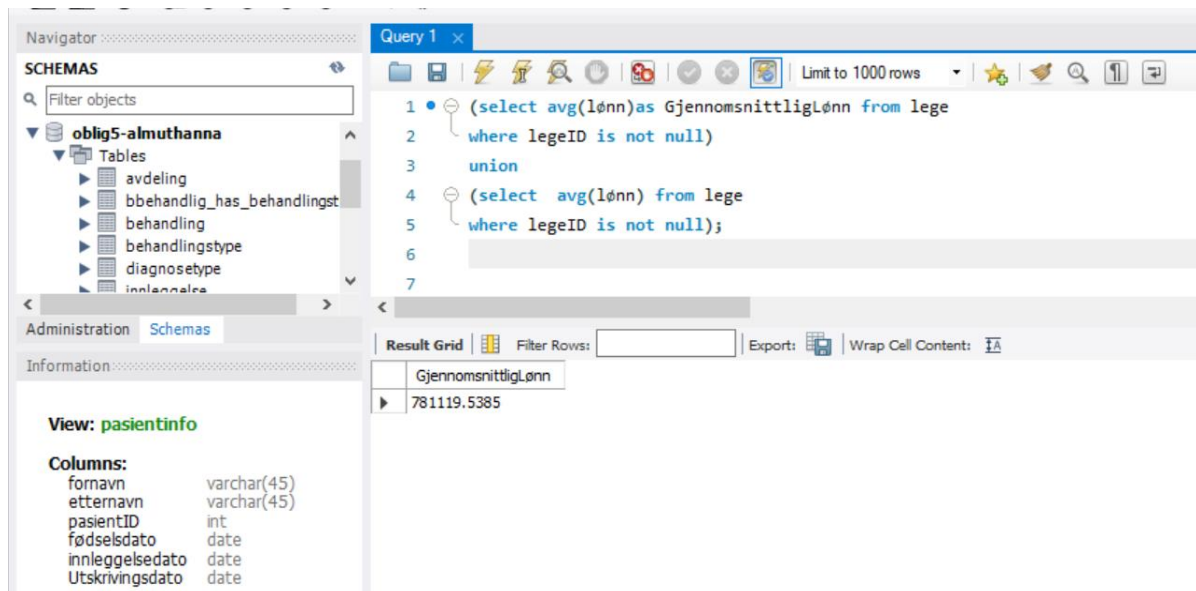 Navigator
SCHEMAS
Filter objects
oblig5-almuthanna
Tables
avdeling
bbehandlig_has_behandlingst
behandling
behandlingstype
diagnosetype
innleggelse
Administration Schemas
Information
View: pasientinfo
Columns:
fornavn varchar(45)
etternavn varchar(45)
pasientID int
fødselsdato date
innleggelsedato date
Utskrivingsdato date
Query 1
Limit to 1000 rows
1 (select avg(lønn)as GjennomsnittligLønn from lege
2 where legeID is not null)
3 union
4 (select  avg(lønn) from lege
5 where legeID is not null);
6
7
Result Grid Filter Rows: Export: Wrap Cell Content:
GjennomsnittligLønn
781119.5385